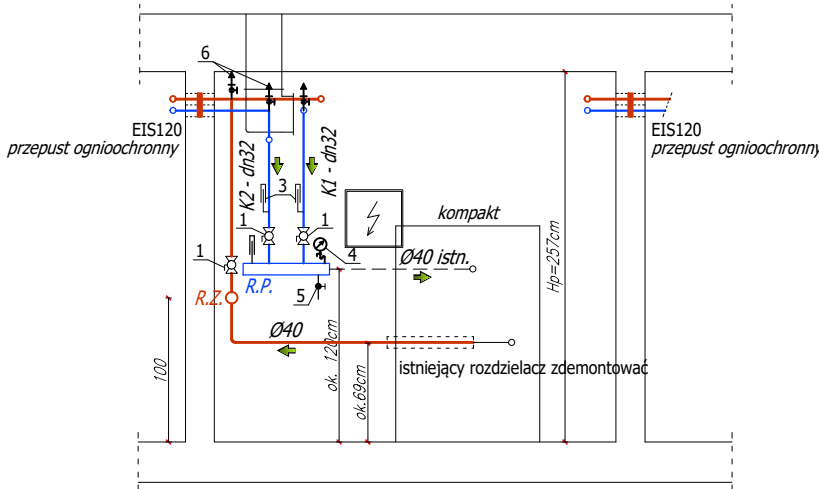 6
EIS120
przepust ognioochronny
EIS120
przepust ognioochronny
K2 - dn32
K1 - dn32
3
1
1
1
kompakt
4
Ø40 istn.
R.P.
5
R.Z.
Hp=257cm
Ø40
100
ok. 120cm
ok.69cm
istniejący rozdzielacz zdemontować